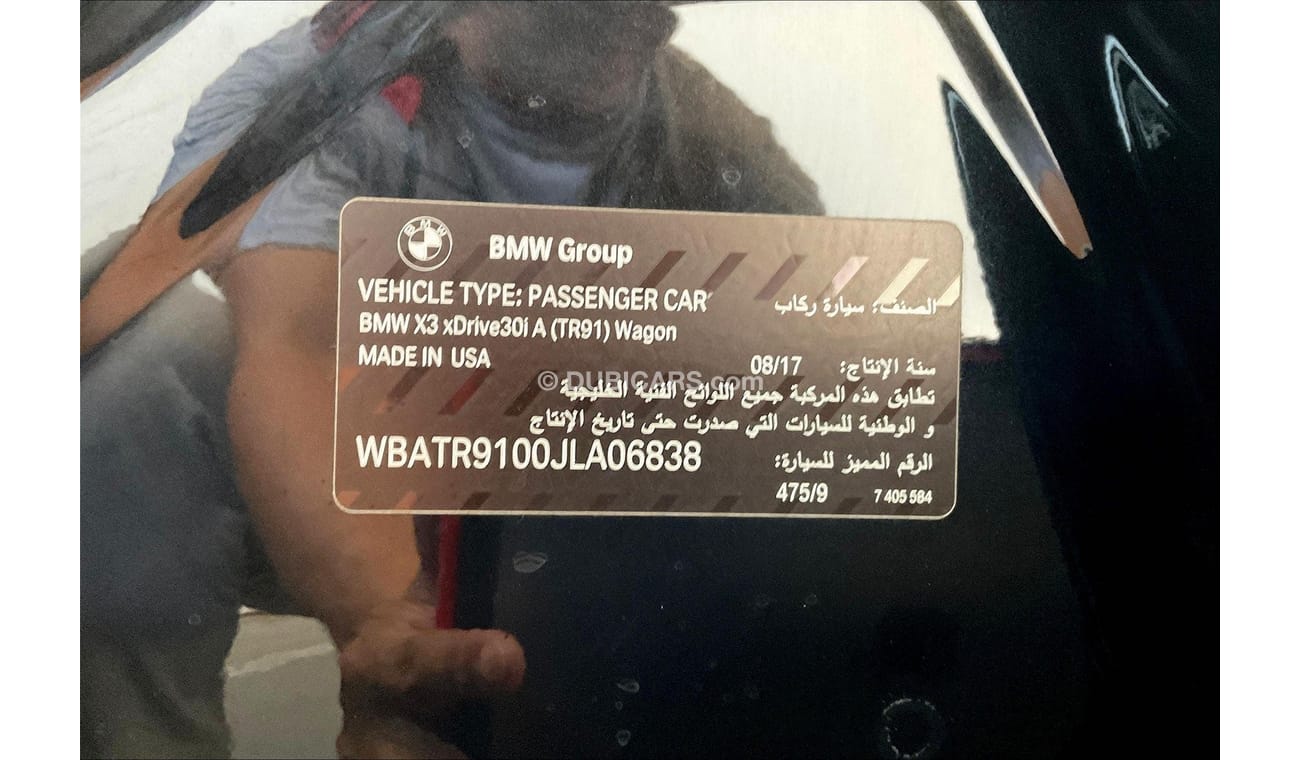 BMW
BMW Group
VEHICLE TYPE: PASSENGER CAR الصنف: سيارة ركاب
BMW X3 xDrive30i A (TR91) Wagon
MADE IN USA 08/17 سنة الإنتاج:
© DUBICARS.com
تطابق هذه المركبة جميع اللوائح الفنية الخليجية
و الوطنية للسيارات التي صدرت حتى تاريخ الإنتاج
WBATR9100JLA06838 الرقم المميز للسيارة:
475/9 7 405 584